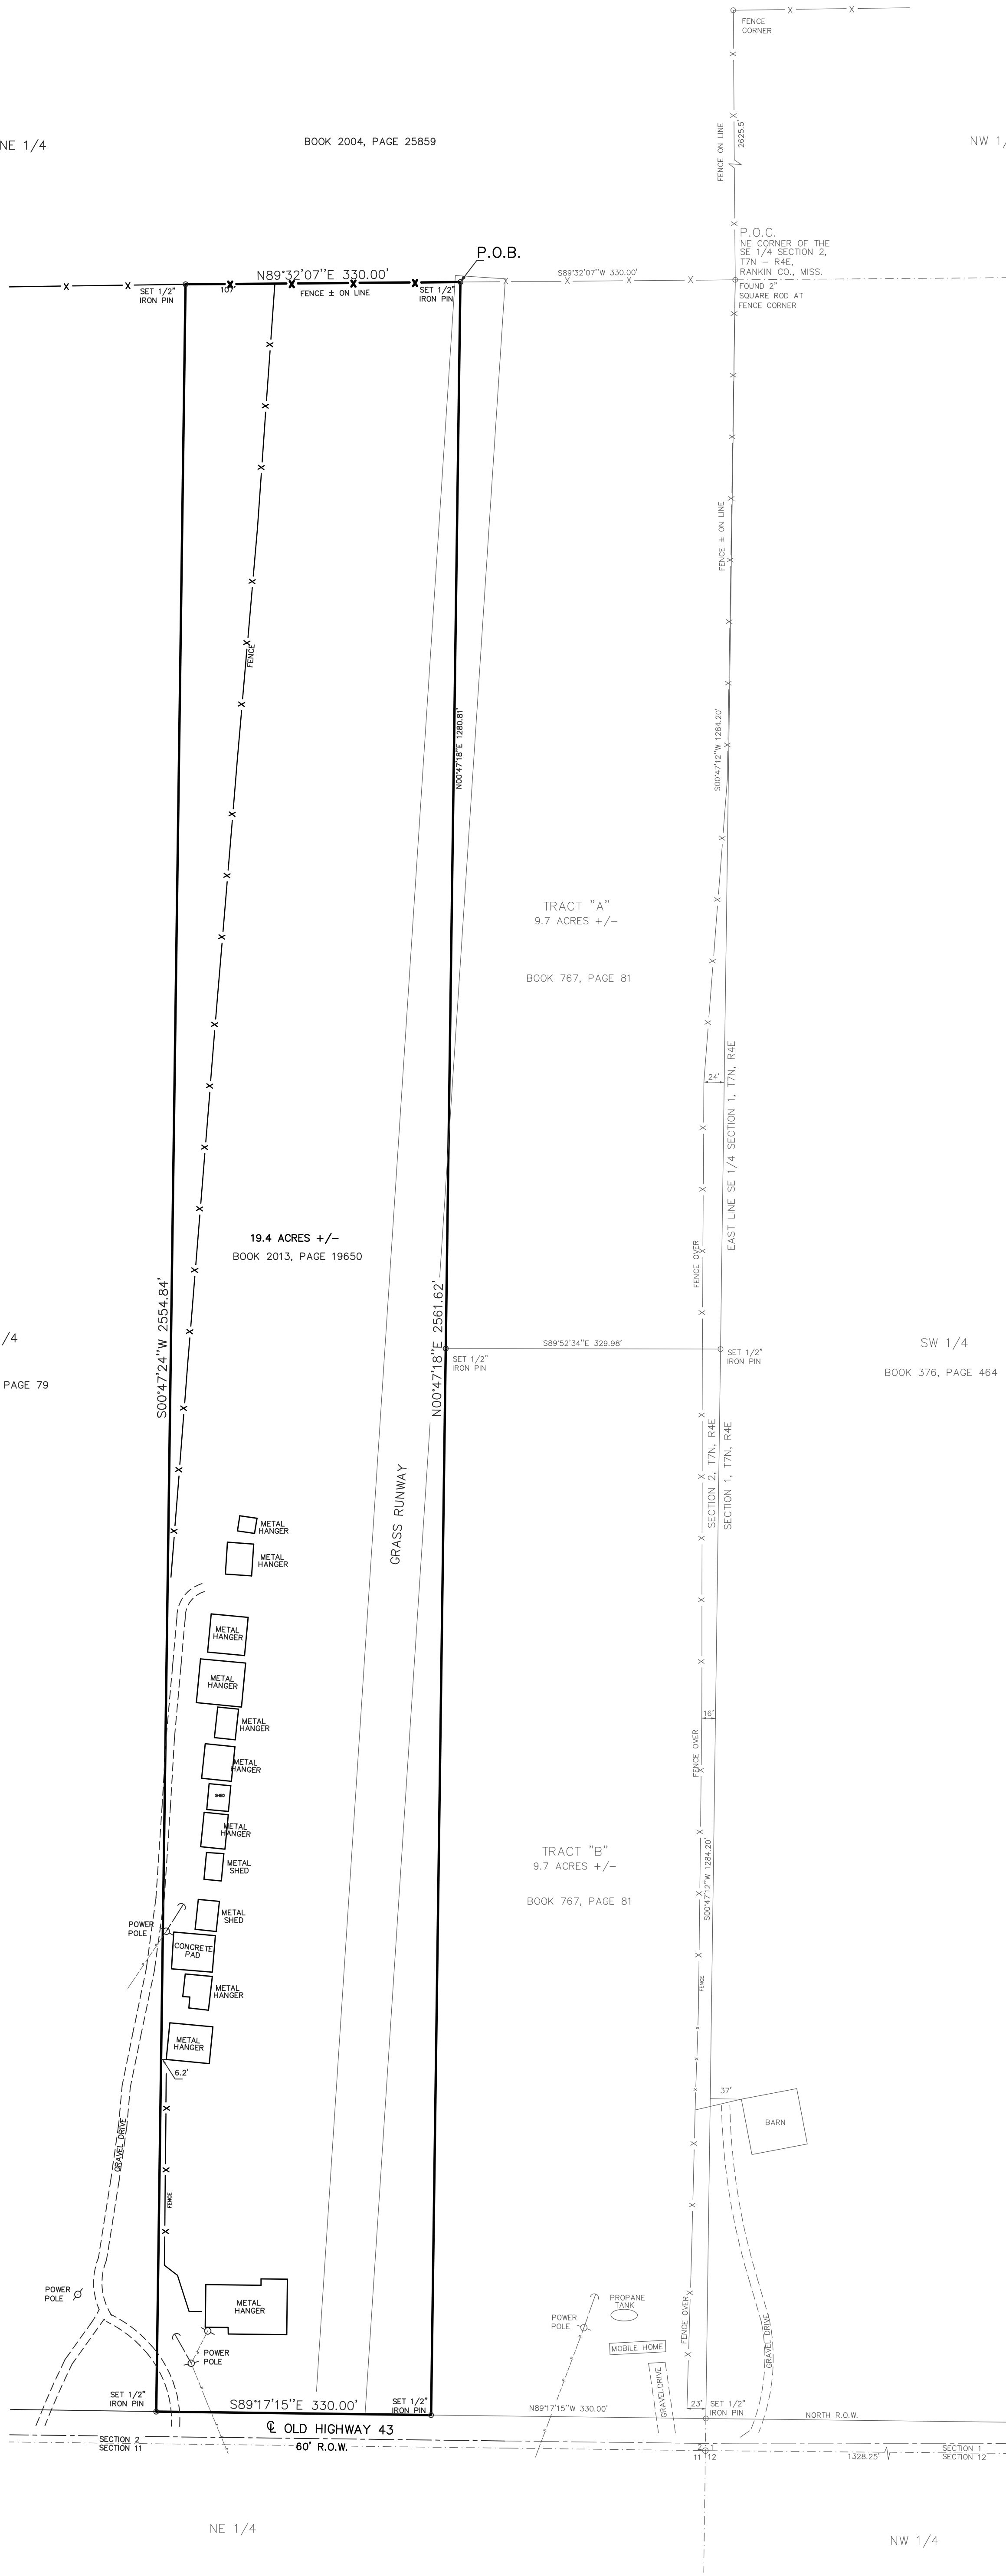 FENCE
CORNER
FENCE ON LINE
2625.5'
NE 1/4
BOOK 2004, PAGE 25859
P.O.C.
NE CORNER OF THE
SE 1/4 SECTION 2,
T7N - R4E,
RANKIN CO., MISS.
FOUND 2"
SQUARE ROD AT
FENCE CORNER
P.O.B.
N89°32'07"E 330.00'
S89°32'07"W 330.00'
SET 1/2"
IRON PIN
107'
FENCE ± ON LINE
SET 1/2"
IRON PIN
FENCE
FENCE ± ON LINE
N00°47'18"E 1280.81'
S00°47'12"W 1284.20'
TRACT "A"
9.7 ACRES +/-
BOOK 767, PAGE 81
24'
EAST LINE SE 1/4 SECTION 1, T7N, R4E
FENCE OVER
19.4 ACRES +/-
BOOK 2013, PAGE 19650
S00°47'24"W 2554.84'
N00°47'18"E 2561.62'
S89°52'34"E 329.98'
SET 1/2"
IRON PIN
SET 1/2"
IRON PIN
/4
PAGE 79
SW 1/4
BOOK 376, PAGE 464
SECTION 2, T7N, R4E
SECTION 1, T7N, R4E
GRASS RUNWAY
METAL
HANGER
METAL
HANGER
METAL
HANGER
METAL
HANGER
METAL
HANGER
METAL
HANGER
SHED
METAL
HANGER
METAL
SHED
METAL
SHED
POWER
POLE
CONCRETE
PAD
METAL
HANGER
METAL
HANGER
6.2'
16'
FENCE OVER
TRACT "B"
9.7 ACRES +/-
BOOK 767, PAGE 81
S00°47'12"W 1284.20'
FENCE
37'
BARN
GRAVEL DRIVE
FENCE
POWER
POLE
METAL
HANGER
POWER
POLE
POWER
POLE
PROPANE
TANK
MOBILE HOME
GRAVEL DRIVE
FENCE OVER
GRAVEL DRIVE
23'
SET 1/2"
IRON PIN
SET 1/2"
IRON PIN
S89°17'15"E 330.00'
SET 1/2"
IRON PIN
N89°17'15"W 330.00'
NORTH R.O.W.
℄ OLD HIGHWAY 43
60' R.O.W.
SECTION 2
SECTION 11
2 1
11 12
1328.25'
SECTION 1
SECTION 12
NE 1/4
NW 1/4